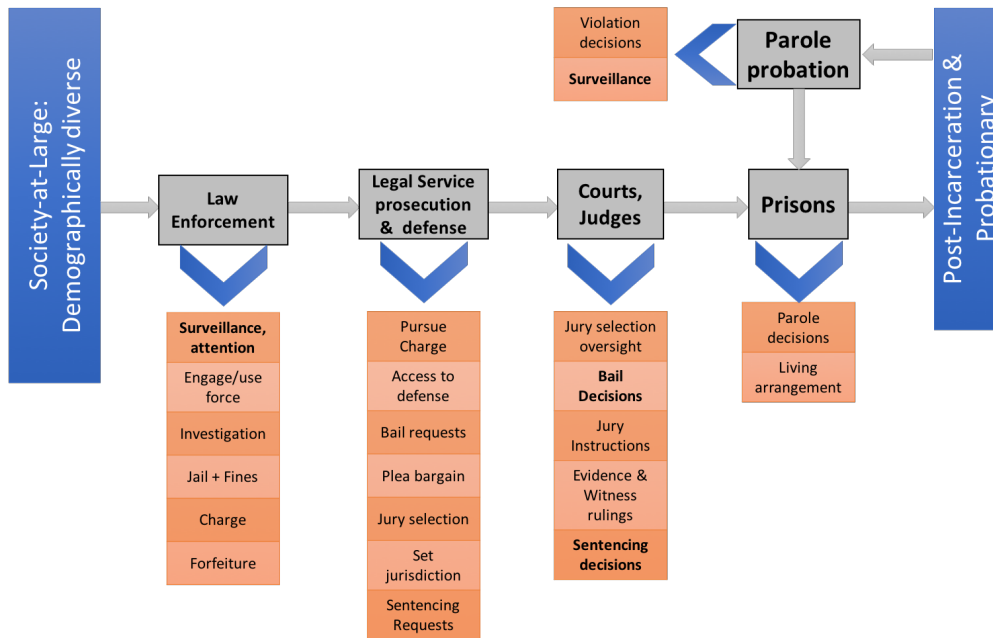 Society-at-Large:
Demographically diverse
Violation
decisions
Surveillance
Parole
probation
Post-Incarceration &
Probationary
Law
Enforcement
Legal Service
prosecution
& defense
Courts,
Judges
Prisons
Surveillance,
attention
Engage/use
force
Investigation
Jail + Fines
Charge
Forfeiture
Pursue
Charge
Access to
defense
Bail requests
Plea bargain
Jury selection
Set
jurisdiction
Sentencing
Requests
Jury selection
oversight
Bail
Decisions
Jury
Instructions
Evidence &
Witness
rulings
Sentencing
decisions
Parole
decisions
Living
arrangement